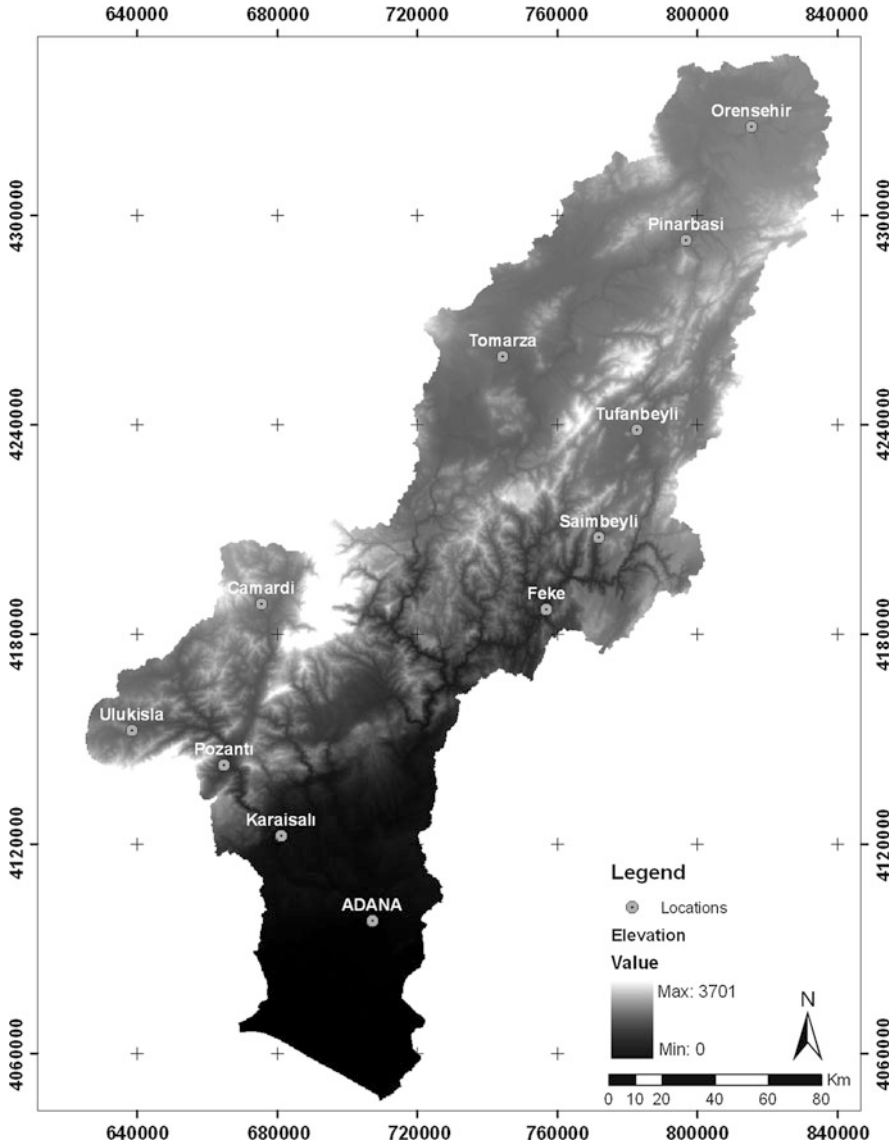 640000 680000 720000 760000 800000 840000
Orensehir
4300000 4300000
Pinarbasi
Tomarza
Tufanbeyli
4240000 4240000
Saimbeyli
Camardi
Feke
4180000 4180000
Ulukisla
Pozantı
Karaisalı
4120000 4120000
ADANA
Legend
Locations
Elevation
Value
Max: 3701
Min: 0
N
4060000 4060000
Km
0 10 20 40 60 80
640000 680000 720000 760000 800000 840000